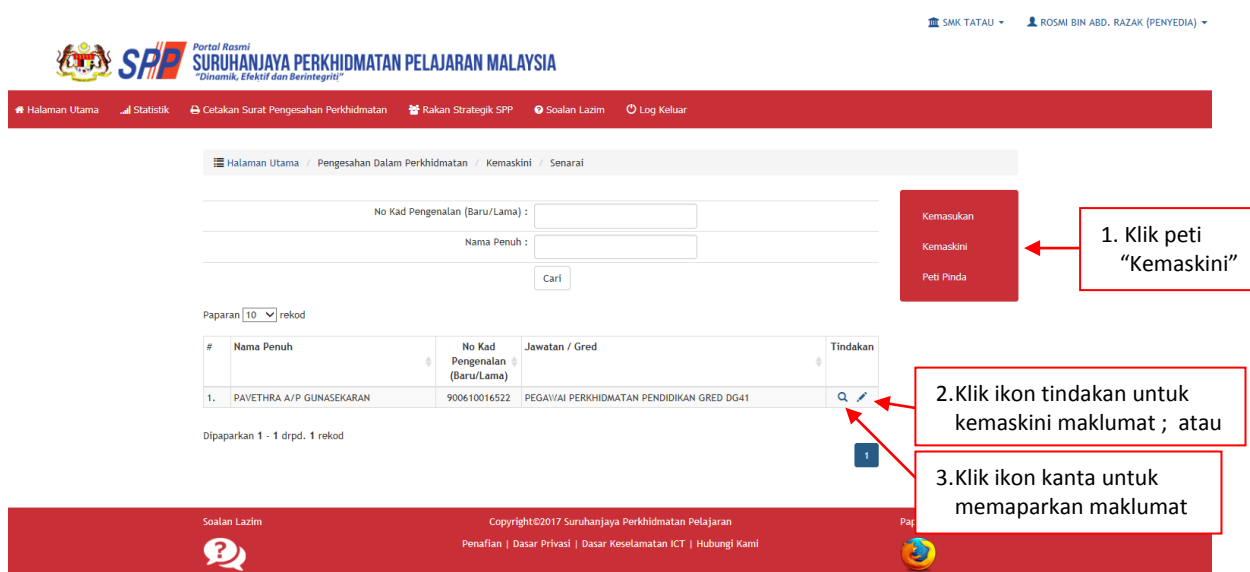 SMK TATAU
ROSMI BIN ABD. RAZAK (PENYEDIA)
SPP
Portal Rasmi
SURUHANJAYA PERKHIDMATAN PELAJARAN MALAYSIA
"Dinamik, Efektif dan Berintegriti"
Halaman Utama
Statistik
Cetakan Surat Pengesahan Perkhidmatan
Rakan Strategik SPP
Soalan Lazim
Log Keluar
Halaman Utama / Pengesahan Dalam Perkhidmatan / Kemaskini / Senarai
No Kad Pengenalan (Baru/Lama) :
Nama Penuh :
Cari
Kemasukan
Kemaskini
Peti Pinda
1. Klik peti
“Kemaskini”
Paparan 10 rekod
# Nama Penuh
No Kad
Pengenalan
(Baru/Lama)
Jawatan / Gred
Tindakan
1. PAVETHRA A/P GUNASEKARAN 900610016522 PEGAWAI PERKHIDMATAN PENDIDIKAN GRED DG41
2.Klik ikon tindakan untuk
kemaskini maklumat ; atau
Dipaparkan 1 - 1 drpd. 1 rekod
1
3.Klik ikon kanta untuk
memaparkan maklumat
Soalan Lazim
Copyright©2017 Suruhanjaya Perkhidmatan Pelajaran
Penafian | Dasar Privasi | Dasar Keselamatan ICT | Hubungi Kami